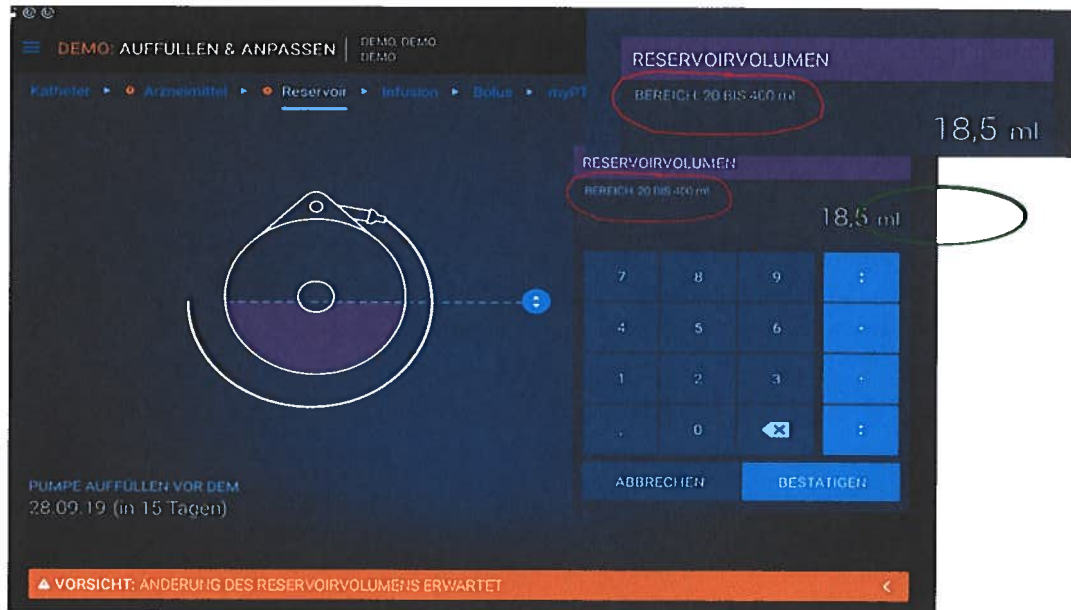 DEMO: AUFFÜLLEN & ANPASSEN
DEMO, DEMO
DEMO
Katheter Arzneimittel Reservoir Infusion Bolus myPT
RESERVOIRVOLUMEN
BEREICH: 20 BIS 400 ml
18,5 ml
RESERVOIRVOLUMEN
BEREICH: 20 BIS 400 ml
18,5 ml
7 8 9
4 5 6
1 2 3
. 0
ABBRECHEN BESTÄTIGEN
PUMPE AUFFÜLLEN VOR DEM
28.09.19 (in 15 Tagen)
VORSICHT: ÄNDERUNG DES RESERVOIRVOLUMENS ERWARTET